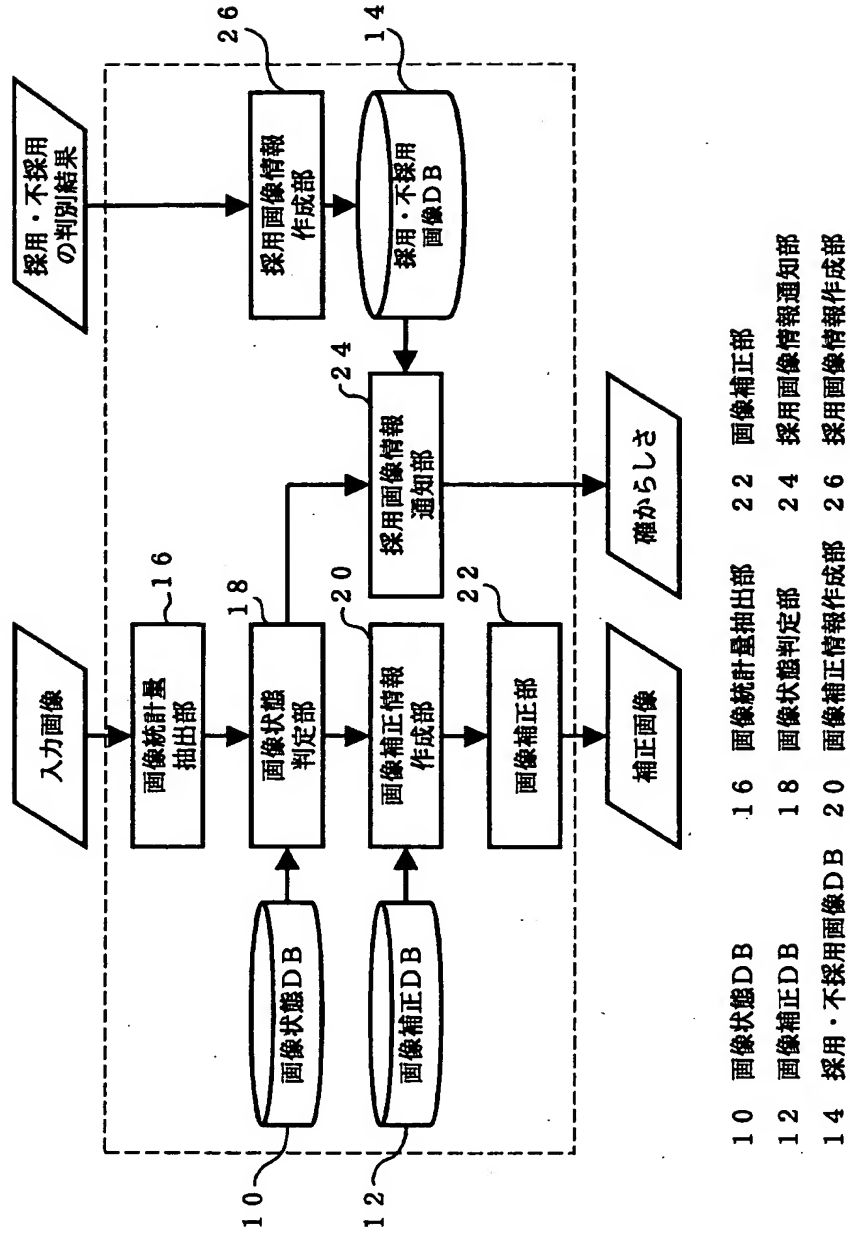 入力画像
採用・不採用
の判別結果
画像統計量
抽出部
16
採用画像情報
作成部
26
画像状態DB
10
画像状態
判定部
18
採用・不採用
画像DB
14
画像補正DB
12
画像補正情報
作成部
20
採用画像情報
通知部
24
画像補正部
22
補正画像
確からしさ
10 画像状態DB
16 画像統計量抽出部
22 画像補正部
12 画像補正DB
18 画像状態判定部
24 採用画像情報通知部
14 採用・不採用画像DB
20 画像補正情報作成部
26 採用画像情報作成部